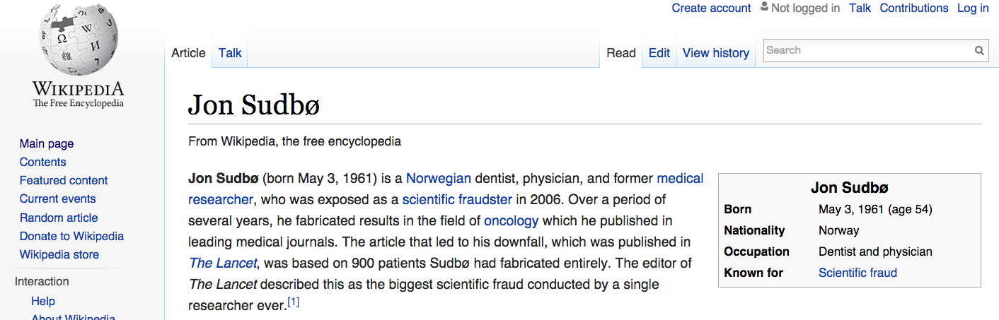 Create account Not logged in Talk Contributions Log in
Article Talk Read Edit View history Search
WIKIPEDIA
The Free Encyclopedia
Main page
Contents
Featured content
Current events
Random article
Donate to Wikipedia
Wikipedia store
Interaction
Help
About Wikipedia
Jon Sudbø
From Wikipedia, the free encyclopedia
Jon Sudbø (born May 3, 1961) is a Norwegian dentist, physician, and former medical
researcher, who was exposed as a scientific fraudster in 2006. Over a period of
several years, he fabricated results in the field of oncology which he published in
leading medical journals. The article that led to his downfall, which was published in
The Lancet, was based on 900 patients Sudbø had fabricated entirely. The editor of
The Lancet described this as the biggest scientific fraud conducted by a single
researcher ever.[1]
Jon Sudbø
Born May 3, 1961 (age 54)
Nationality Norway
Occupation Dentist and physician
Known for Scientific fraud